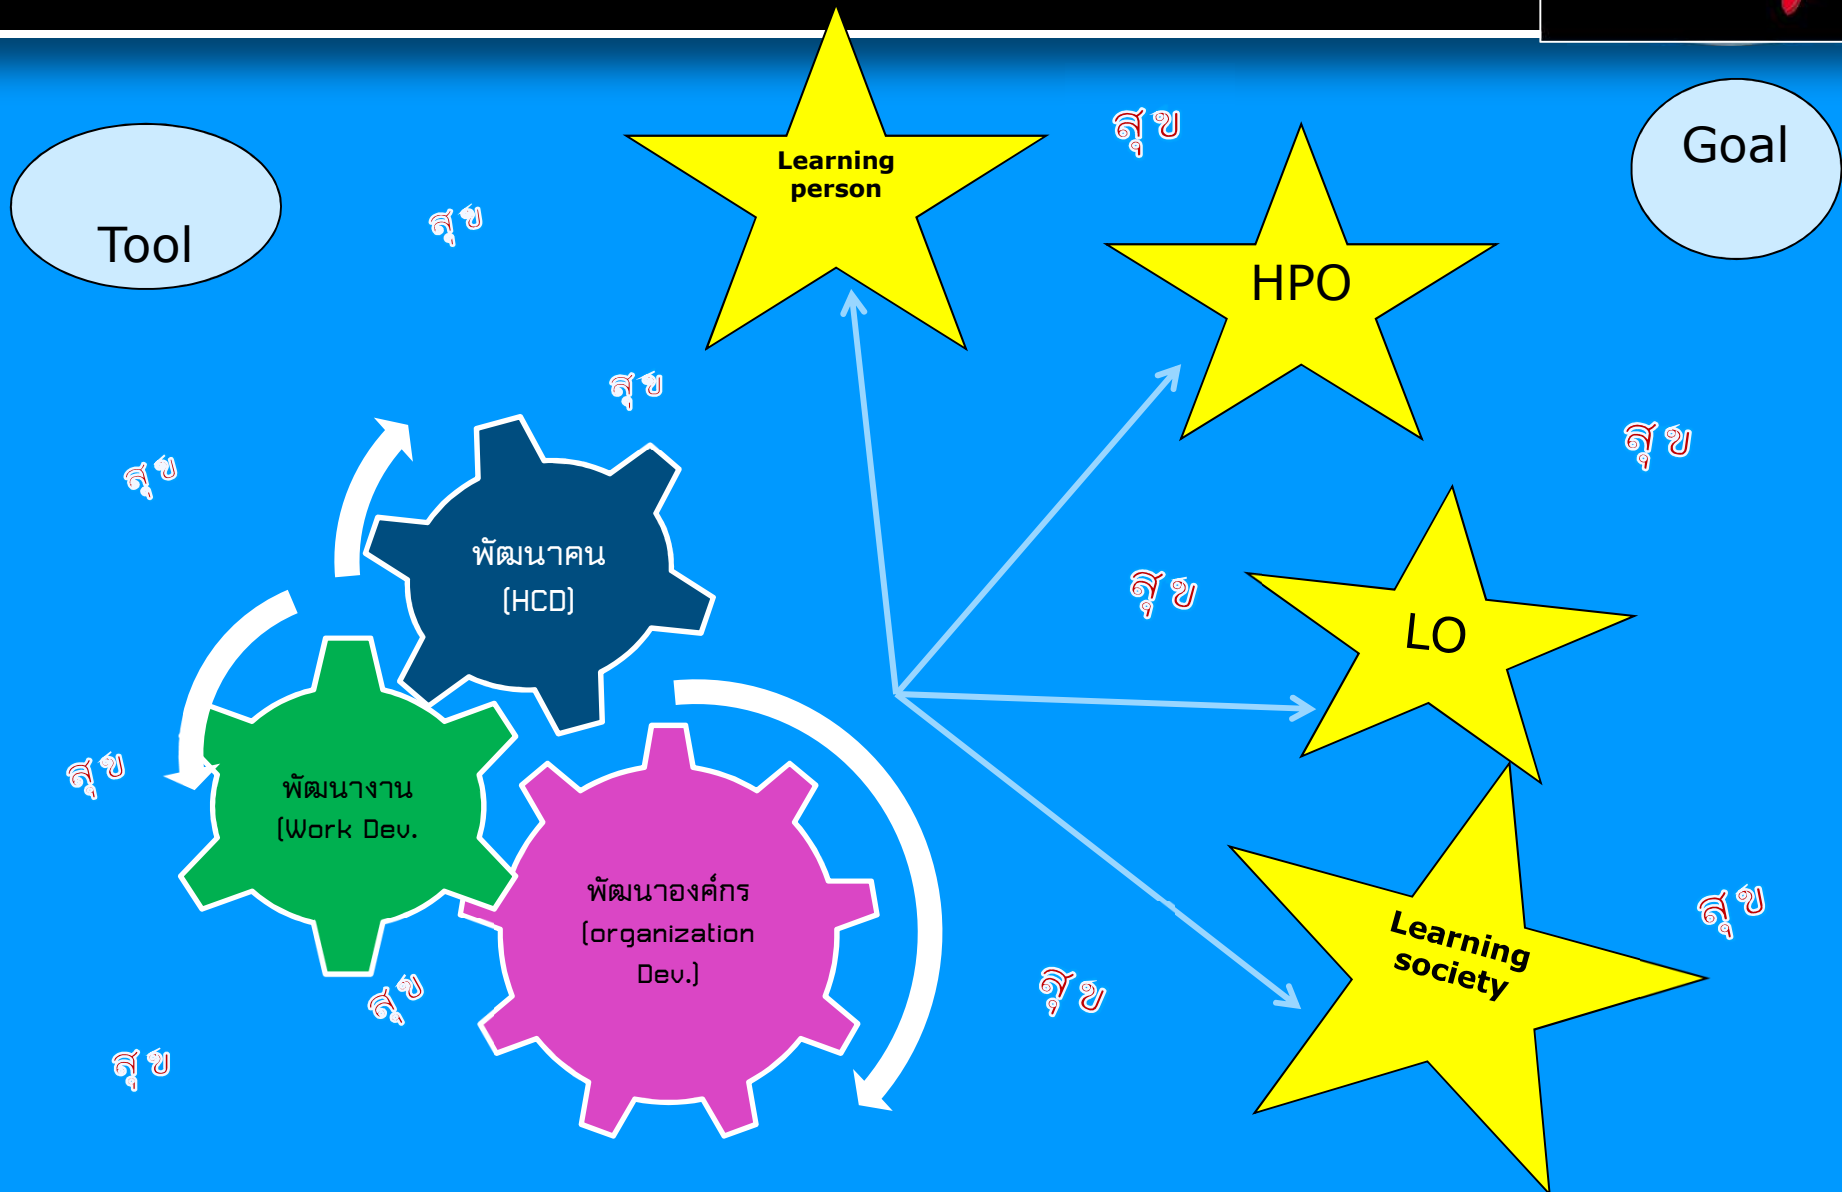 Learning
person
สุข
Goal
Tool
สุข
HPO
สุข
สุข
สุข
พัฒนาคน
(HCD)
สุข
LO
สุข
พัฒนางาน
(Work Dev.
พัฒนาองค์กร
(organization
Dev.)
สุข
Learning
society
สุข
สุข
สุข